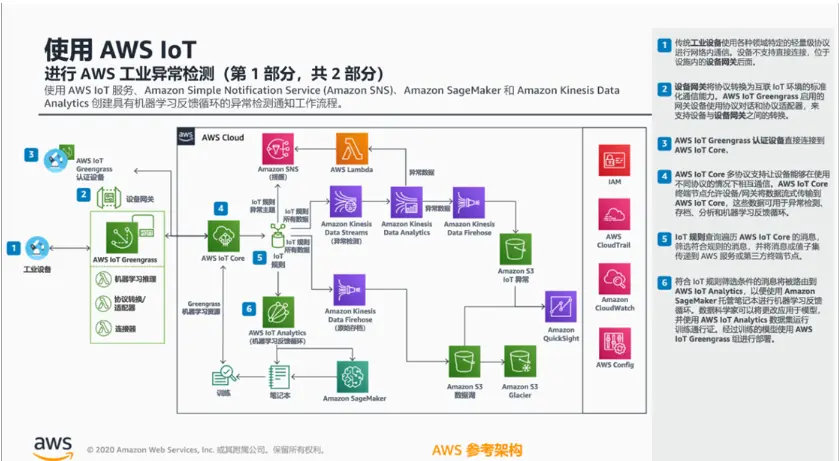 使用 AWS IoT
进行 AWS 工业异常检测（第 1 部分，共 2 部分）
使用 AWS IoT 服务、Amazon Simple Notification Service (Amazon SNS)、Amazon SageMaker 和 Amazon Kinesis Data
Analytics 创建具有机器学习反馈循环的异常检测通知工作流程。
aws
AWS Cloud
3
AWS IoT
Greengrass
认证设备
2
设备网关
1
工业设备
AWS IoT Greengrass
机器学习推理
协议转换/
适配器
连接器
4
AWS IoT Core
Greengrass
机器学习资源
Amazon SNS
AWS Lambda
异常数据
IoT 规则
异常主题
IoT 规则
所有数据
Amazon Kinesis
Data Streams
(异常检测)
Amazon Kinesis
Data Analytics
异常数据
Amazon Kinesis
Data Firehose
5
IoT
规则
IoT 规则
所有数据
Amazon S3
IoT 异常
Amazon Kinesis
Data Firehose
(原始存档)
6
AWS IoT Analytics
(机器学习反馈循环)
Amazon
QuickSight
训练
笔记本
Amazon SageMaker
Amazon S3
数据湖
Amazon S3
Glacier
IAM
AWS
CloudTrail
Amazon
CloudWatch
AWS Config
1 传统工业设备使用各种领域特定的轻量级协议
进行网络内通信。设备不支持直接连接，位于
设施内的设备网关后面。
2 设备网关将协议转换为互联 IoT 环境的标准
化通信能力。AWS IoT Greengrass 启用的
网关设备使用协议对话和协议适配器，来
支持设备与设备网关之间的转换。
3 AWS IoT Greengrass 认证设备直接连接到
AWS IoT Core。
4 AWS IoT Core 多协议支持让设备能够在使用
不同协议的情况下相互通信。AWS IoT Core
终端节点允许设备/网关将数据流式传输到
AWS IoT Core，这些数据可用于异常检测、
存档、分析和机器学习反馈循环。
5 IoT 规则查询遍历 AWS IoT Core 的消息，
筛选符合规则的消息，并将消息或值子集
传递到 AWS 服务或第三方终端节点。
6 符合 IoT 规则筛选条件的消息将被路由到
AWS IoT Analytics，以便使用 Amazon
SageMaker 托管笔记本进行机器学习反馈
循环。数据科学家可以将更改应用于模型，
并使用 AWS IoT Analytics 数据集运行
训练通行证。经过训练的模型使用 AWS
IoT Greengrass 组进行部署。
aws
© 2020 Amazon Web Services, Inc. 或其附属公司。保留所有权利。
AWS 参考架构